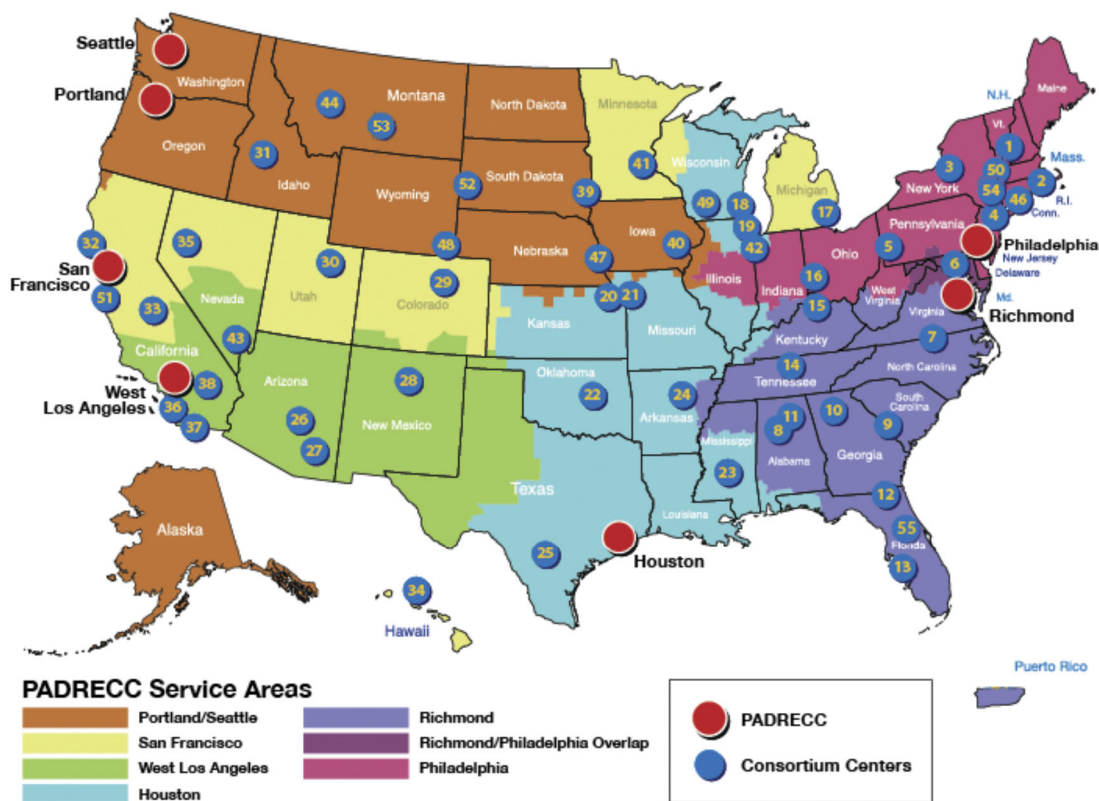 Seattle
Portland
Washington
Oregon
Idaho
Montana
Wyoming
North Dakota
South Dakota
Nebraska
Minnesota
Iowa
Wisconsin
Michigan
Illinois
Indiana
Ohio
Pennsylvania
New York
Vt.
N.H.
Maine
Mass.
R.I.
Conn.
Philadelphia
New Jersey
Delaware
Md.
Richmond
West
Virginia
Virginia
Kentucky
Tennessee
North Carolina
South
Carolina
Georgia
Alabama
Mississippi
Florida
Louisiana
Arkansas
Missouri
Kansas
Oklahoma
Texas
Houston
New Mexico
Colorado
Utah
Arizona
Nevada
California
San
Francisco
West
Los Angeles
Alaska
Hawaii
Puerto Rico
44
53
31
52
39
41
48
47
40
49
18
19
42
17
3
1
50
54
2
46
4
5
6
16
15
7
14
10
9
11
8
12
55
13
23
24
22
20
21
25
28
26
27
29
30
35
43
32
51
33
38
36
37
34
PADRECC Service Areas
Portland/Seattle
San Francisco
West Los Angeles
Houston
Richmond
Richmond/Philadelphia Overlap
Philadelphia
PADRECC
Consortium Centers